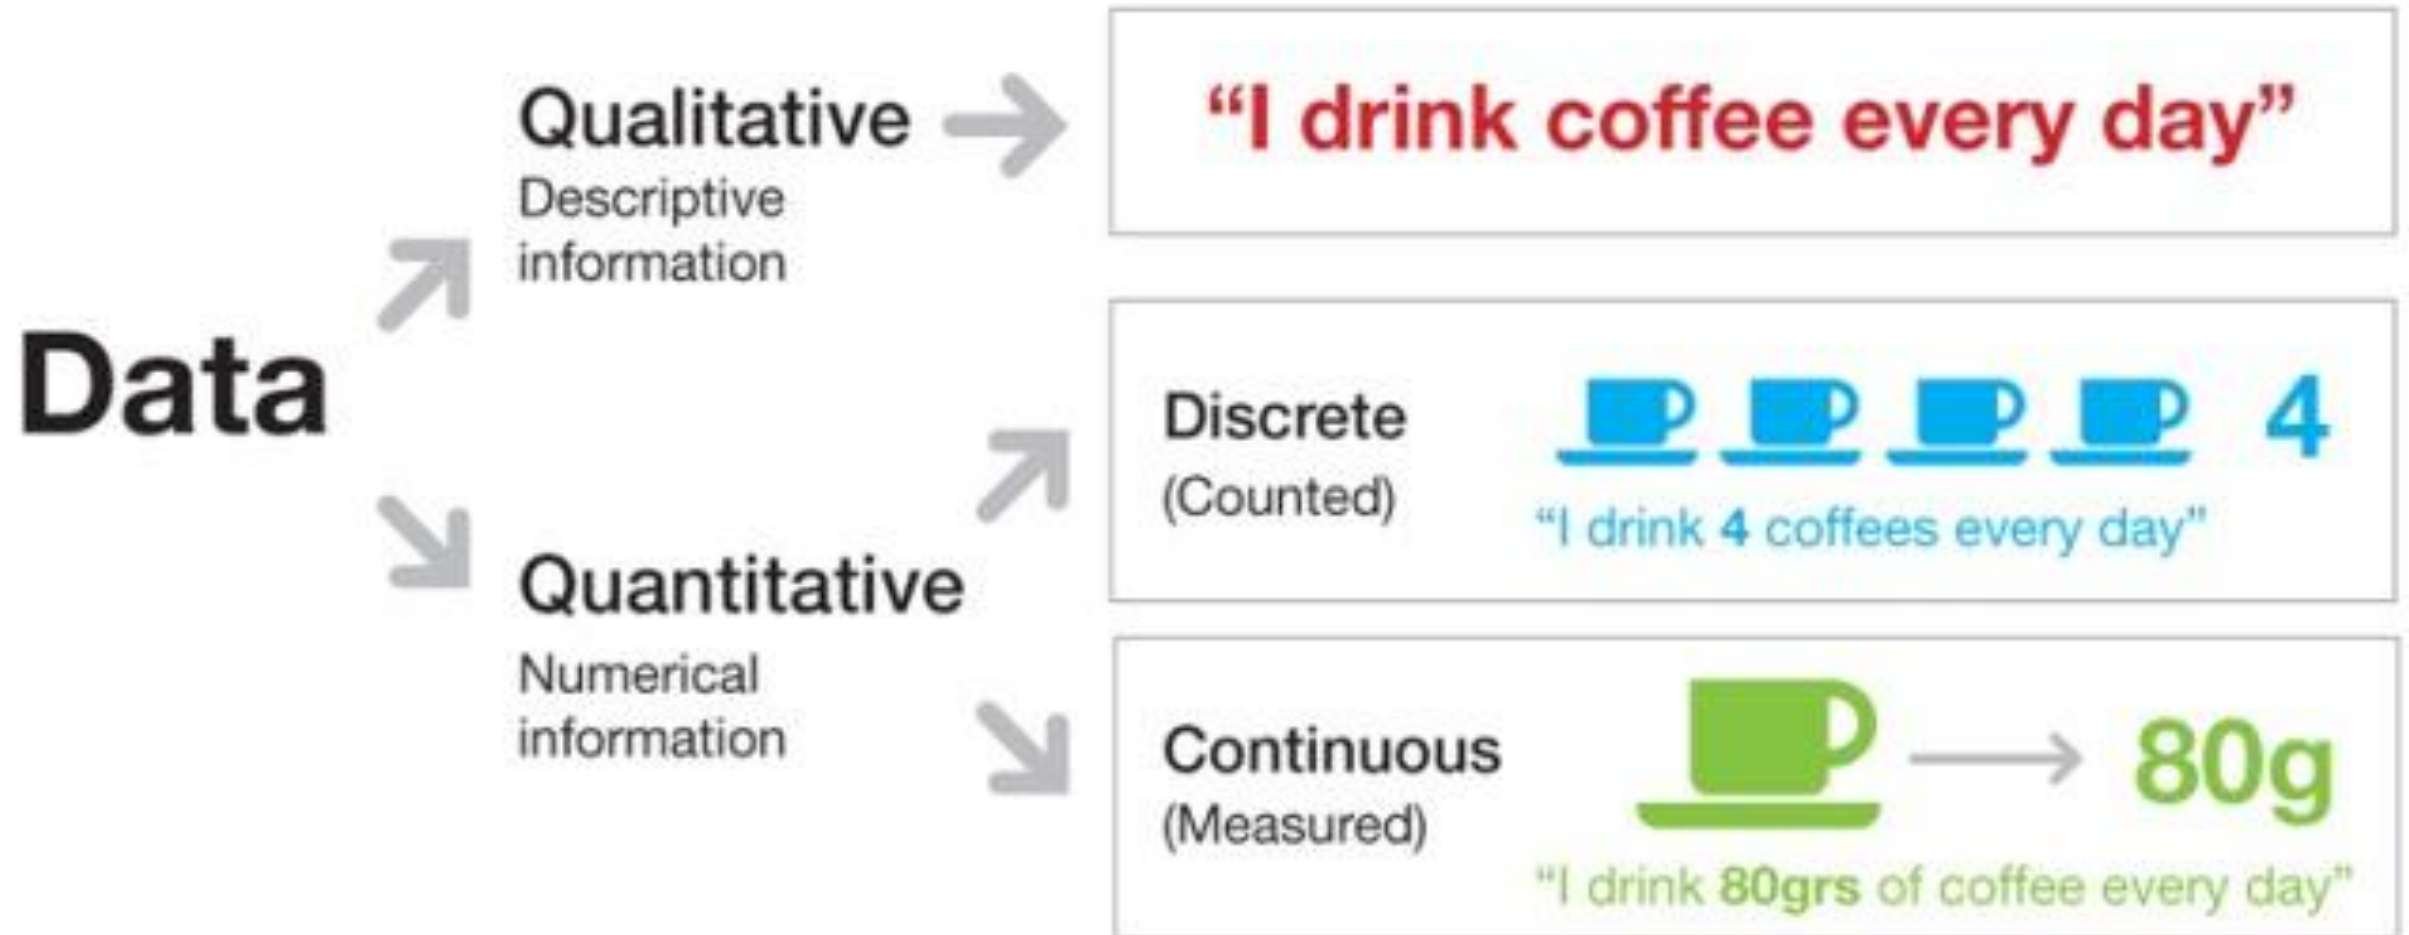 Data
Qualitative
Descriptive
information
“I drink coffee every day”
Quantitative
Numerical
information
Discrete
(Counted)
4
“I drink 4 coffees every day”
Continuous
(Measured)
80g
“I drink 80grs of coffee every day”